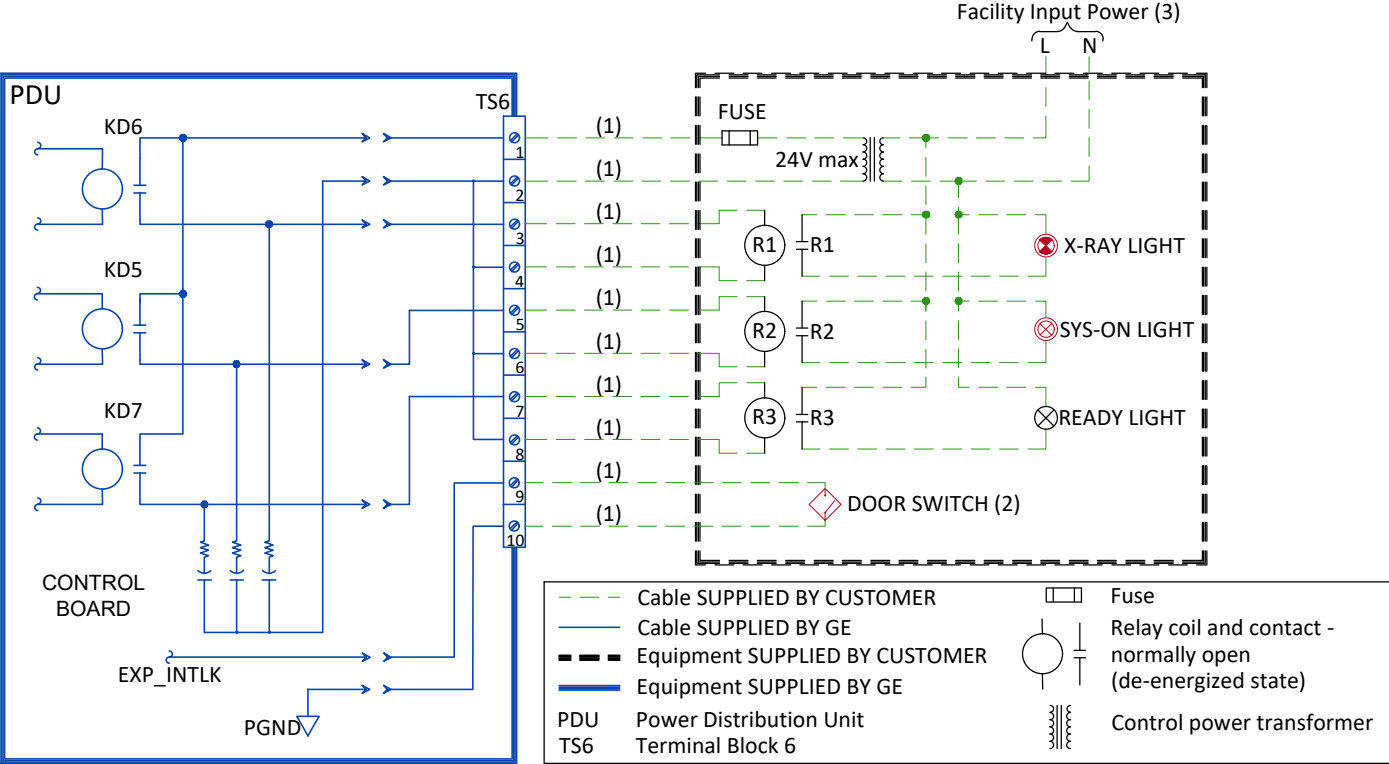 Facility Input Power (3)
L N
PDU
TS6
KD6
FUSE
(1)
1
24V max
(1)
2
(1)
3
R1 R1 X-RAY LIGHT
(1)
4
KD5
(1)
5
R2 R2 SYS-ON LIGHT
(1)
6
(1)
7
KD7
R3 R3 READY LIGHT
(1)
8
(1)
9
DOOR SWITCH (2)
(1)
10
CONTROL
BOARD
EXP_INTLK
PGND
Cable SUPPLIED BY CUSTOMER
Cable SUPPLIED BY GE
Equipment SUPPLIED BY CUSTOMER
Equipment SUPPLIED BY GE
PDU Power Distribution Unit
TS6 Terminal Block 6
Fuse
Relay coil and contact -
normally open
(de-energized state)
Control power transformer